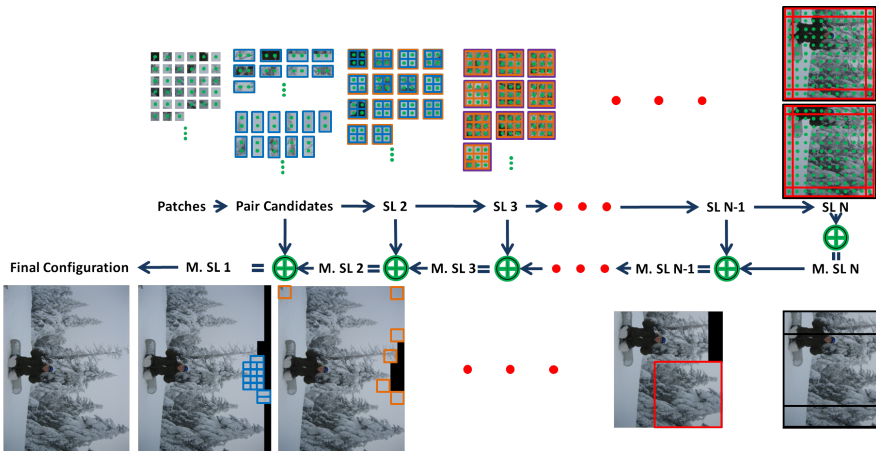 Patches Pair Candidates SL 2 SL 3 SL N-1 SL N
Final Configuration M. SL 1 = M. SL 2 = M. SL 3 = M. SL N-1 = M. SL N